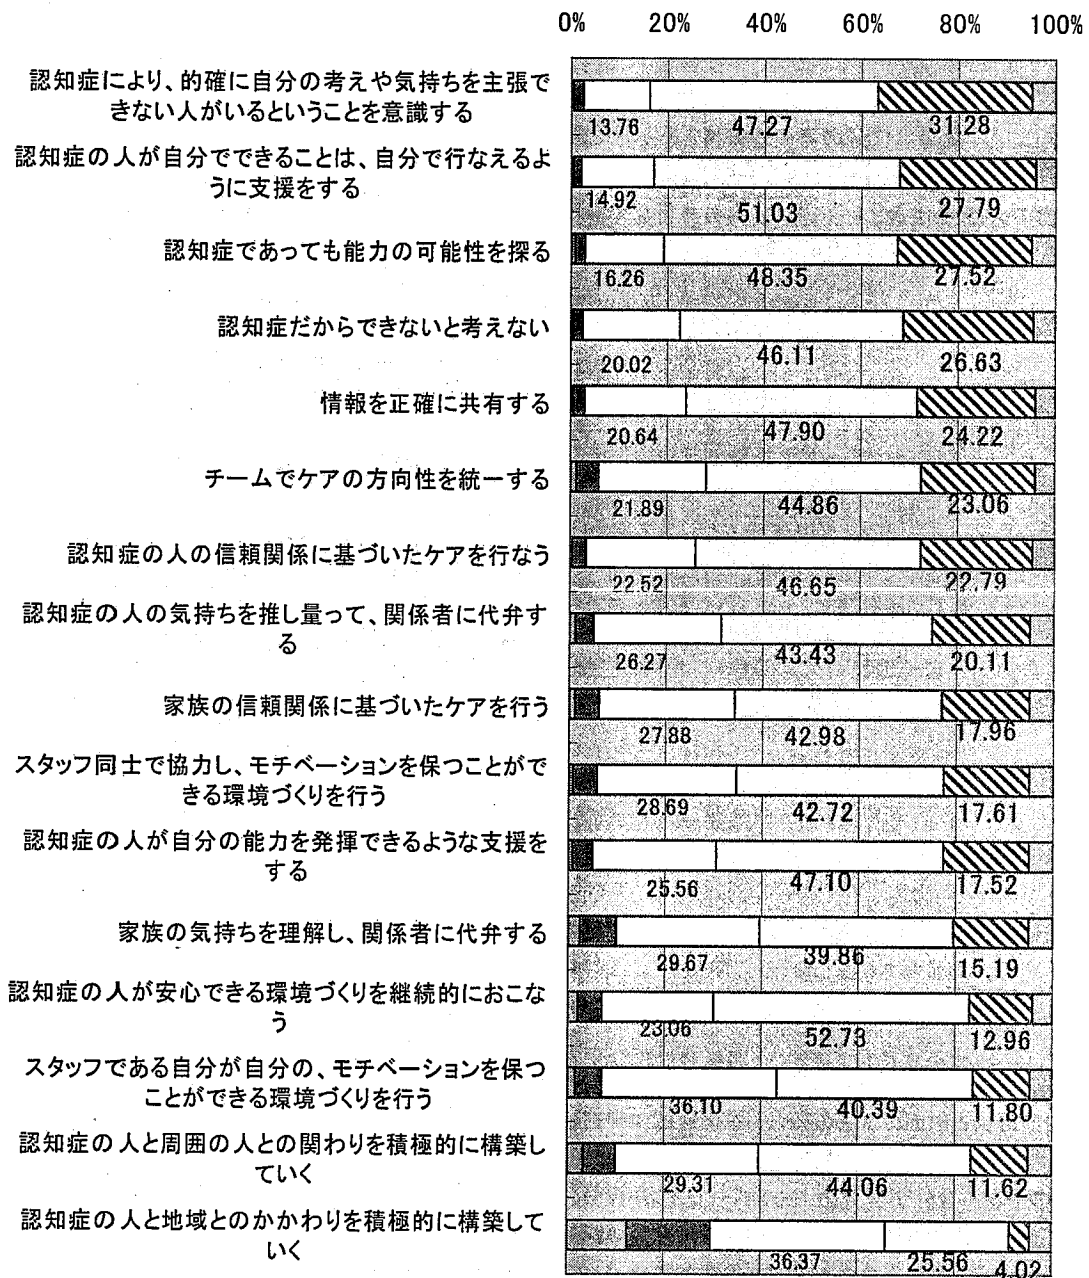 0% 20% 40% 60% 80% 100%
認知症により、的確に自分の考えや気持ちを主張で
きない人がいるということを意識する
13.76 47.27 31.28
認知症の人が自分でできることは、自分で行なえるよ
うに支援をする
14.92 51.03 27.79
認知症であっても能力の可能性を探る
16.26 48.35 27.52
認知症だからできないと考えない
20.02 46.11 26.63
情報を正確に共有する
20.64 47.90 24.22
チームでケアの方向性を統一する
21.89 44.86 23.06
認知症の人の信頼関係に基づいたケアを行なう
22.52 46.65 22.79
認知症の人の気持ちを推し量って、関係者に代弁す
る
26.27 43.43 20.11
家族の信頼関係に基づいたケアを行う
27.88 42.98 17.96
スタッフ同士で協力し、モチベーションを保つことがで
きる環境づくりを行う
28.69 42.72 17.61
認知症の人が自分の能力を発揮できるような支援を
する
25.56 47.10 17.52
家族の気持ちを理解し、関係者に代弁する
29.67 39.86 15.19
認知症の人が安心できる環境づくりを継続的におこな
う
23.06 52.73 12.96
スタッフである自分が自分の、モチベーションを保つ
ことができる環境づくりを行う
36.10 40.39 11.80
認知症の人と周囲の人との関わりを積極的に構築し
ていく
29.31 44.06 11.62
認知症の人と地域とのかかわりを積極的に構築して
いく
36.37 25.56 4.02